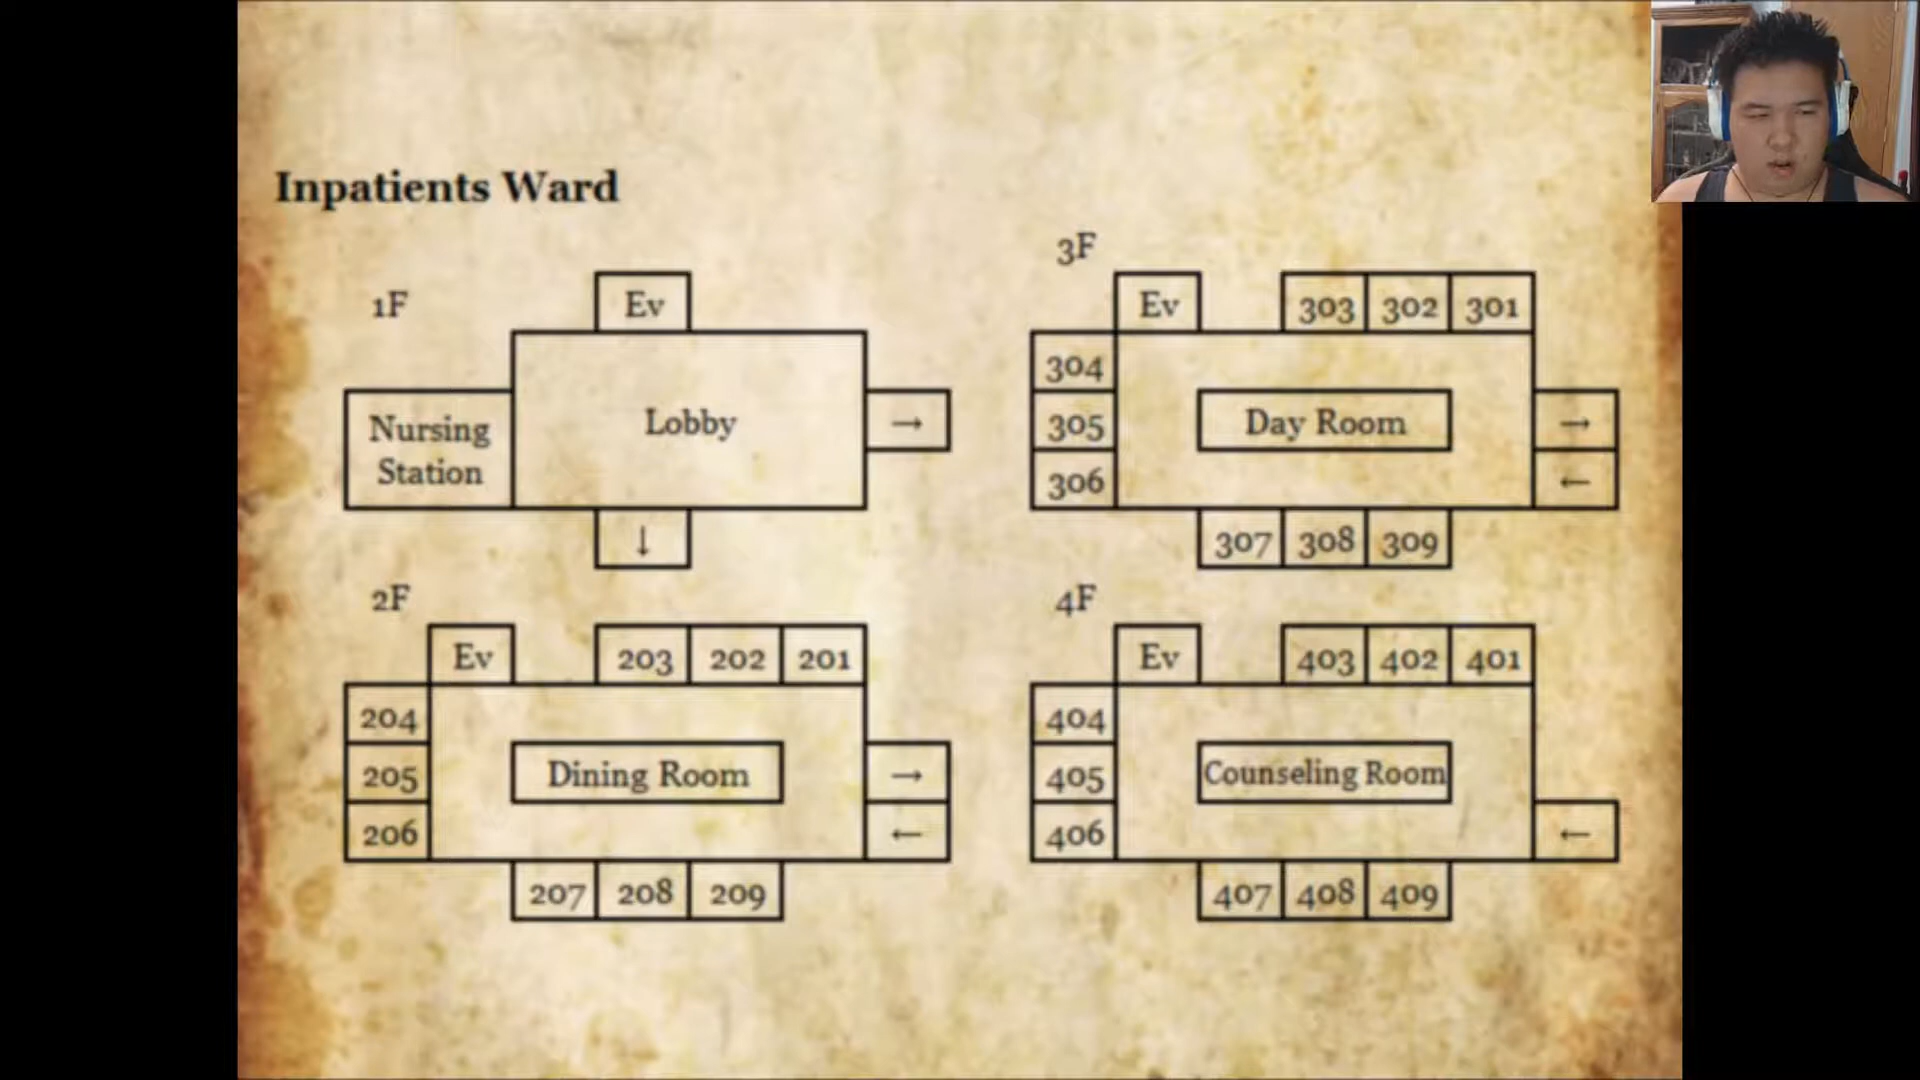 Inpatients Ward
1F
Ev
Nursing
Station
Lobby
→
↓
2F
Ev
203 202 201
204
205
206
Dining Room
→
←
207 208 209
3F
Ev
303 302 301
304
305
306
Day Room
→
←
307 308 309
4F
Ev
403 402 401
404
405
406
Counseling Room
←
407 408 409